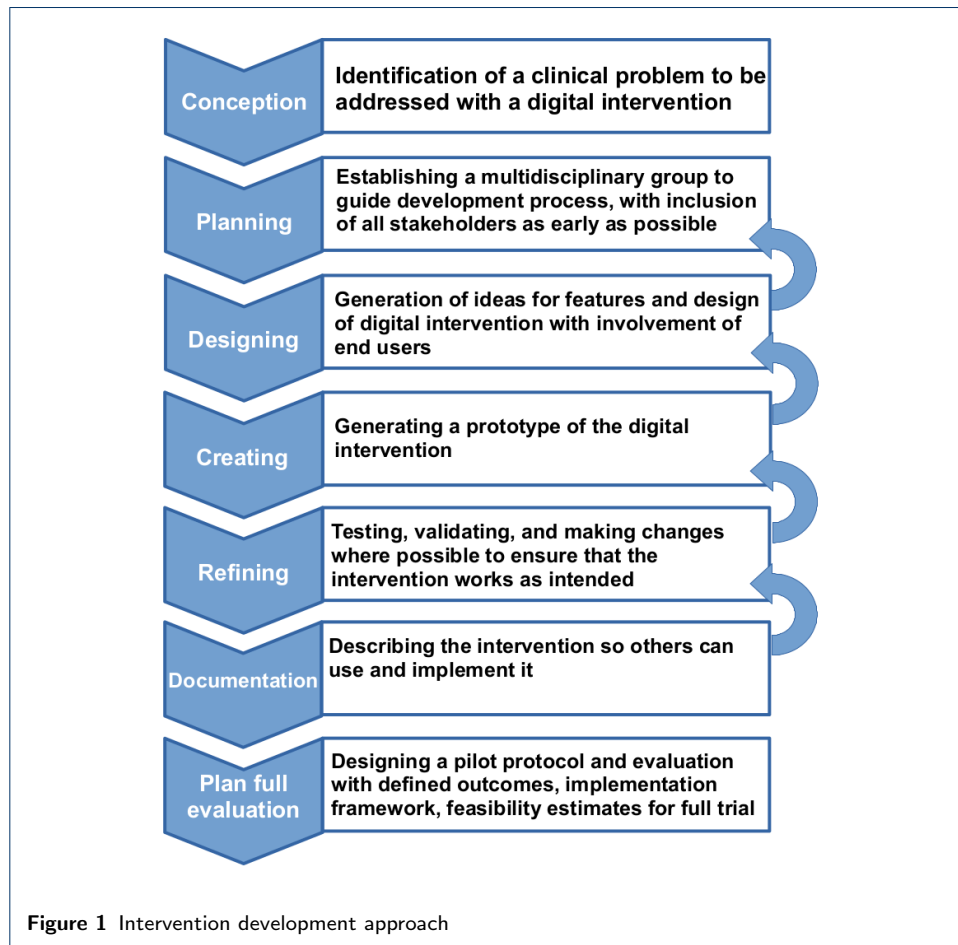 Conception
Identification of a clinical problem to be
addressed with a digital intervention
Planning
Establishing a multidisciplinary group to
guide development process, with inclusion
of all stakeholders as early as possible
Designing
Generation of ideas for features and design
of digital intervention with involvement of
end users
Creating
Generating a prototype of the digital
intervention
Refining
Testing, validating, and making changes
where possible to ensure that the
intervention works as intended
Documentation
Describing the intervention so others can
use and implement it
Plan full
evaluation
Designing a pilot protocol and evaluation
with defined outcomes, implementation
framework, feasibility estimates for full trial
Figure 1 Intervention development approach